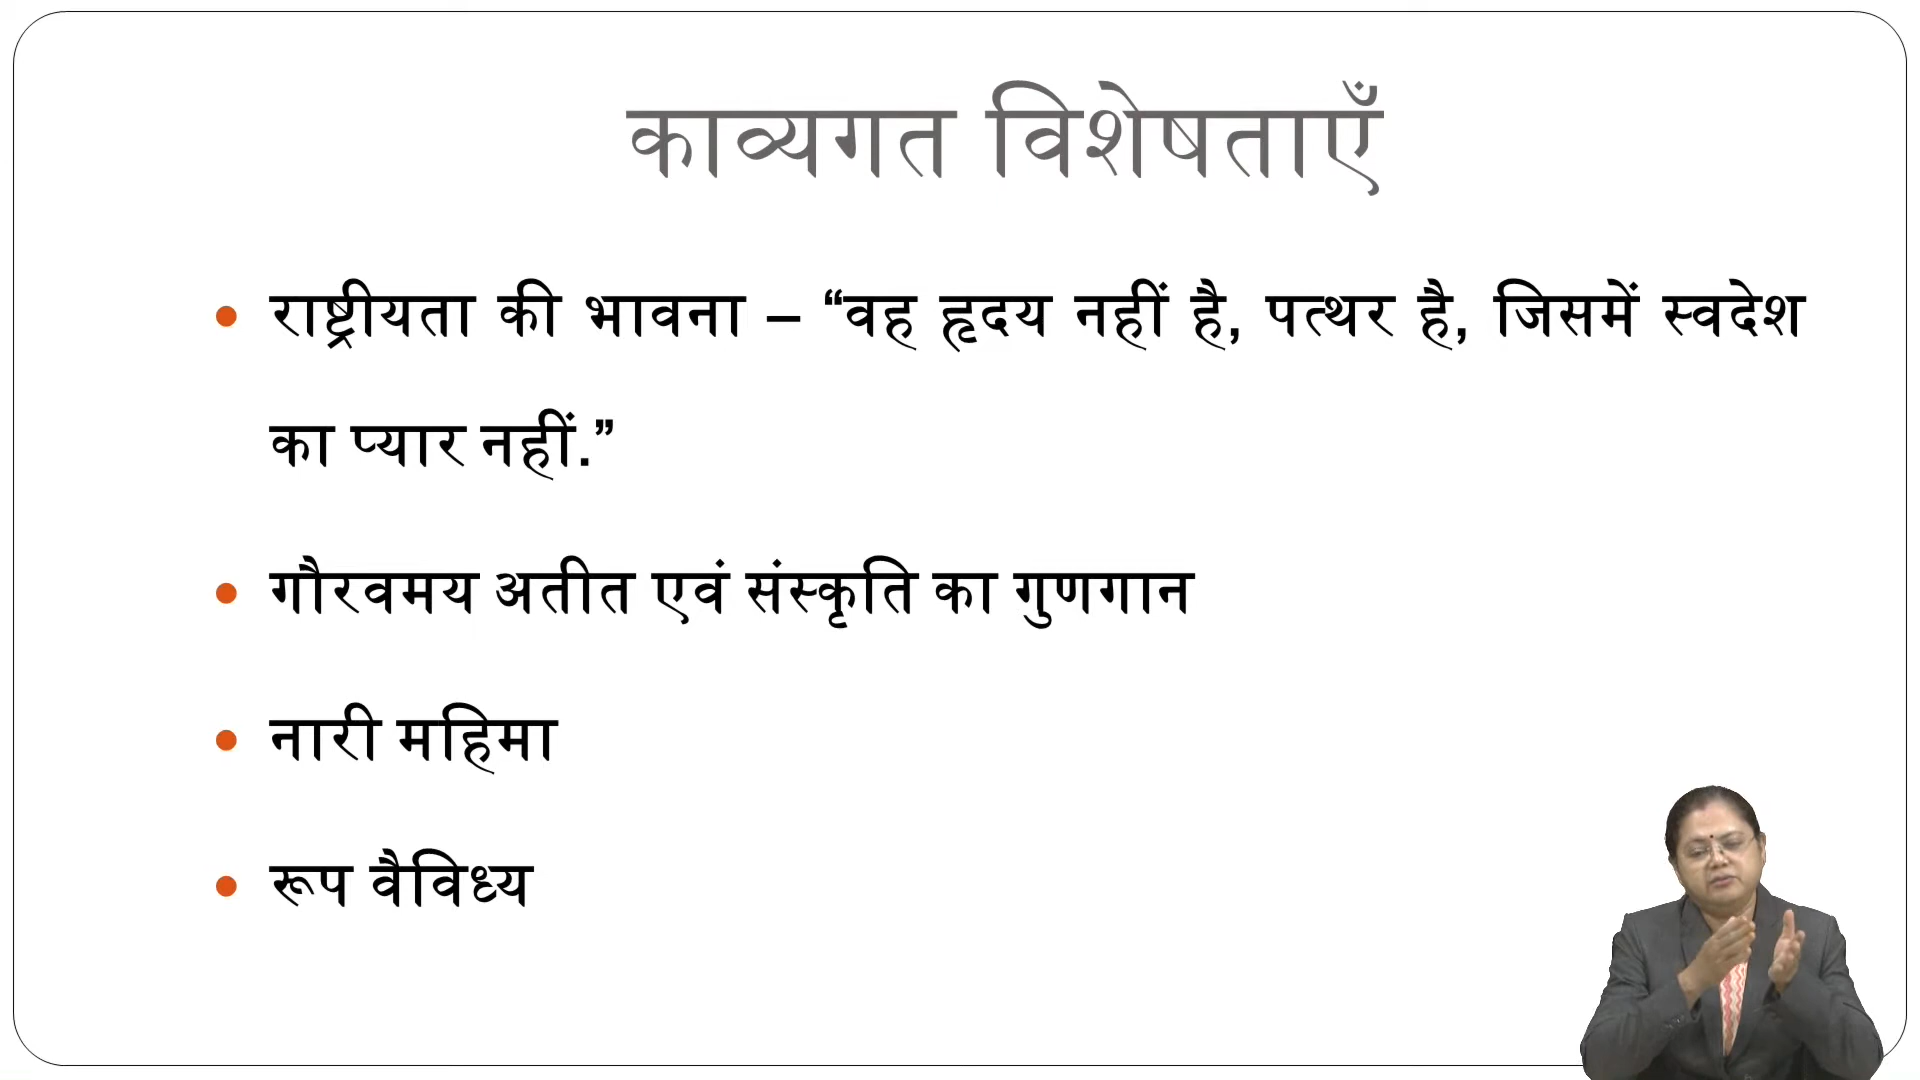 काव्यगत विशेषताएँ
• राष्ट्रीयता की भावना – “वह हृदय नहीं है, पत्थर है, जिसमें स्वदेश
का प्यार नहीं.”
• गौरवमय अतीत एवं संस्कृति का गुणगान
• नारी महिमा
• रूप वैविध्य